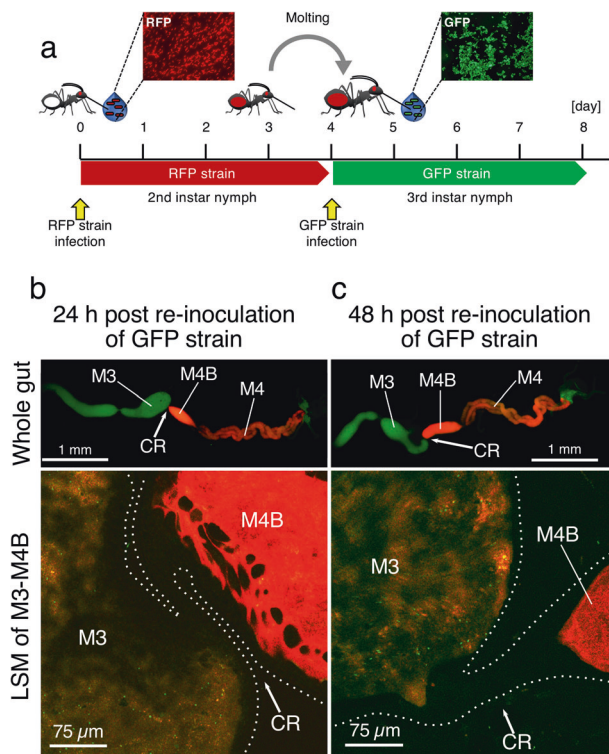 a
RFP
Molting
GFP
[day]
0 1 2 3 4 5 6 7 8
RFP strain
GFP strain
2nd instar nymph
3rd instar nymph
RFP strain
infection
GFP strain
infection
b
24 h post re-inoculation
of GFP strain
c
48 h post re-inoculation
of GFP strain
Whole gut
M3
M4B
M4
CR
1 mm
M3
M4B
M4
CR
1 mm
LSM of M3-M4B
M4B
M3
CR
75 µm
M4B
M3
CR
75 µm